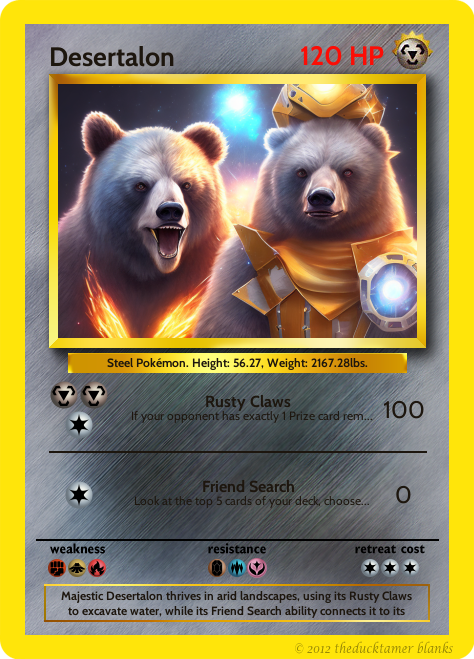 Desertalon 120 HP
Steel Pokémon. Height: 56.27, Weight: 2167.28lbs.
Rusty Claws
If your opponent has exactly 1 Prize card rem... 100
Friend Search
Look at the top 5 cards of your deck, choose... 0
weakness resistance retreat cost
Majestic Desertalon thrives in arid landscapes, using its Rusty Claws
to excavate water, while its Friend Search ability connects it to its
© 2012 theducktamer blanks